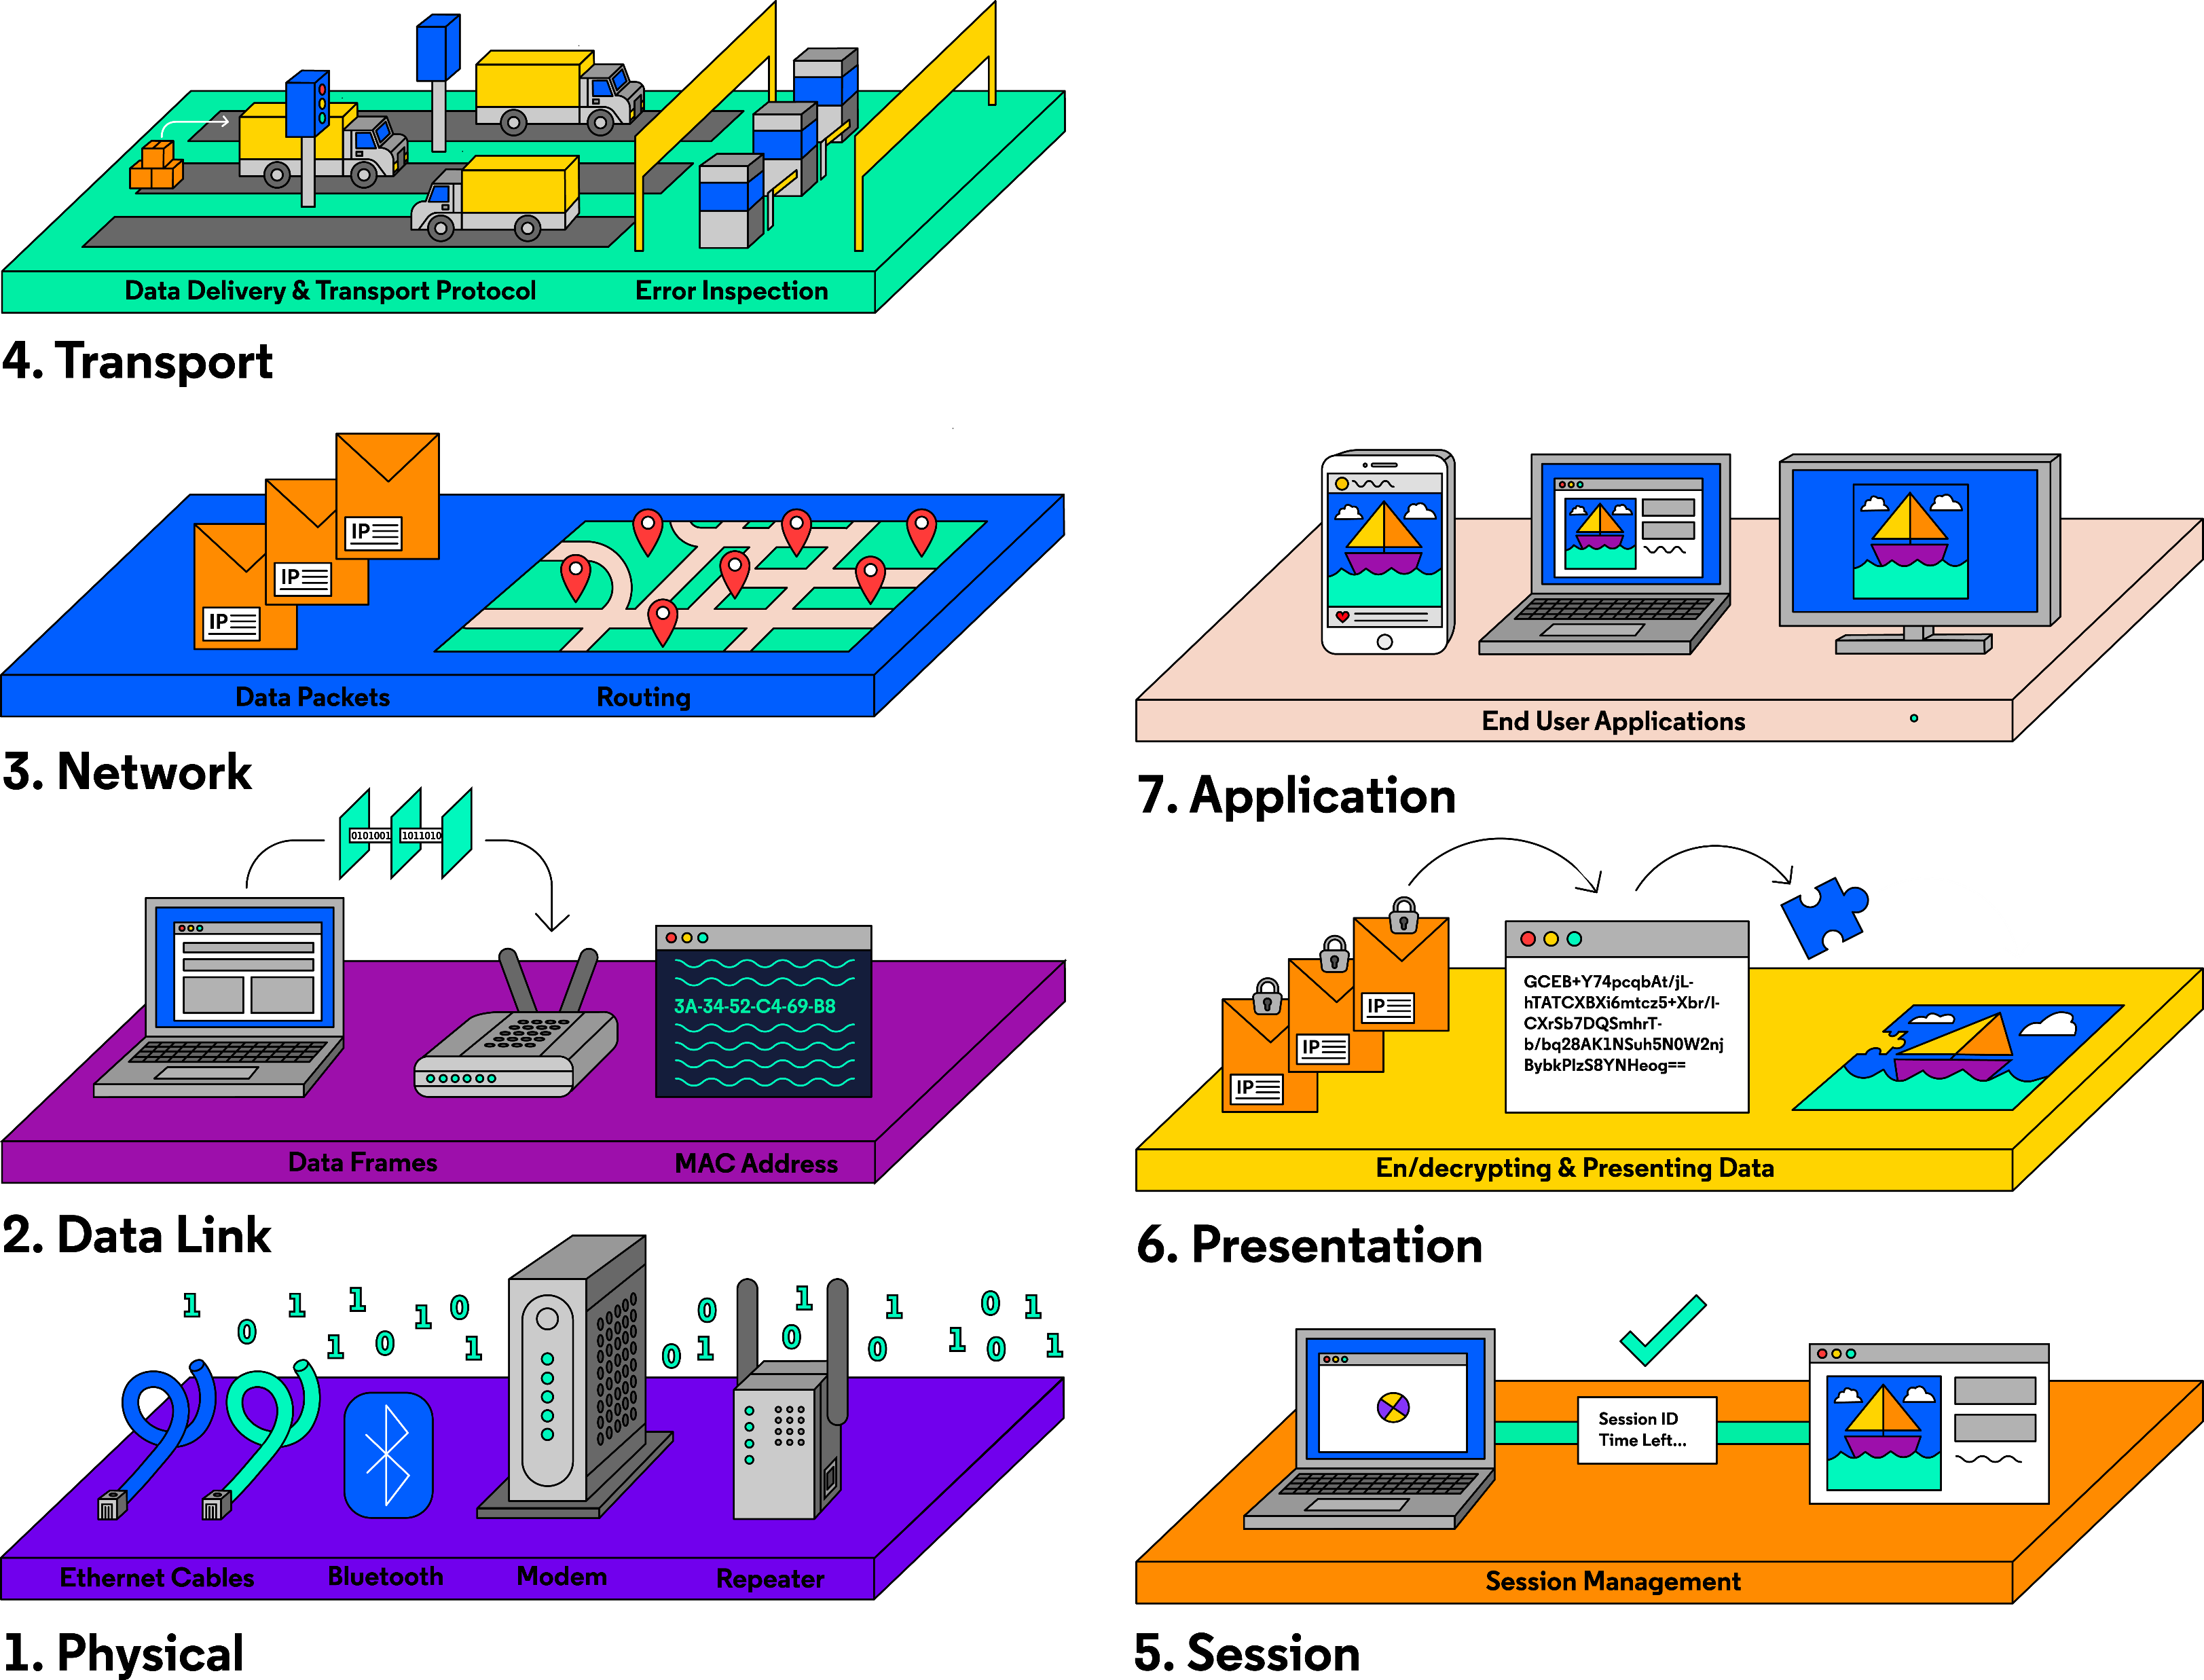 Data Delivery & Transport Protocol
Error Inspection
4. Transport
IP
IP
IP
Data Packets
Routing
3. Network
0101001
1011010
3A-34-52-C4-69-B8
Data Frames
MAC Address
2. Data Link
1
0
1
1
1
0
1
0
1
0
0
1
1
0
1
0
1
0
0
1
1
Ethernet Cables
Bluetooth
Modem
Repeater
1. Physical
End User Applications
7. Application
IP
IP
IP
GCEB+Y74pcqbAt/jL-
hTATCXBXi6mtcz5+Xbr/I-
CXrSb7DQSmhrT-
b/bq28AK1NSuh5N0W2nj
BybkPIzS8YNHeog==
En/decrypting & Presenting Data
6. Presentation
Session ID
Time Left...
Session Management
5. Session